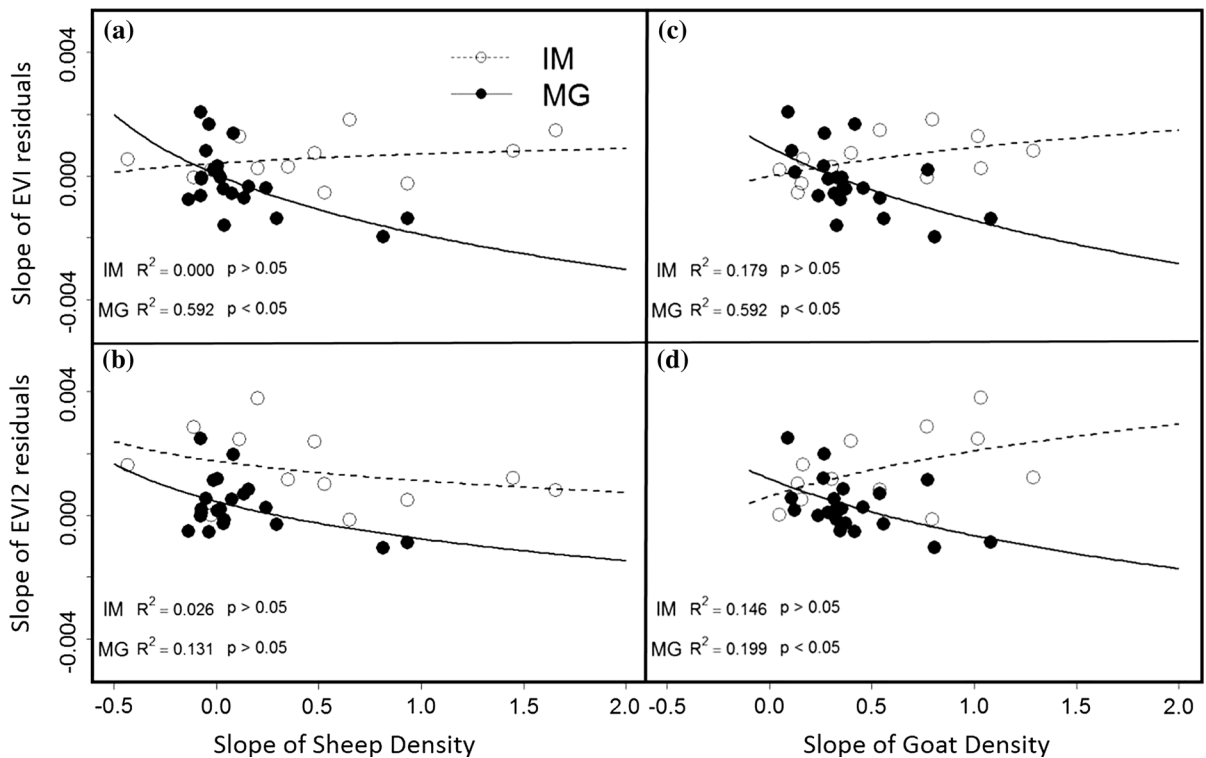 (a)
IM
MG
IM R² = 0.000 p > 0.05
MG R² = 0.592 p < 0.05
(c)
IM R² = 0.179 p > 0.05
MG R² = 0.592 p < 0.05
Slope of EVI residuals
0.004
0.000
-0.004
(b)
IM R² = 0.026 p > 0.05
MG R² = 0.131 p > 0.05
(d)
IM R² = 0.146 p > 0.05
MG R² = 0.199 p < 0.05
Slope of EVI2 residuals
0.004
0.000
-0.004
-0.5 0.0 0.5 1.0 1.5 2.0
-0.5 0.0 0.5 1.0 1.5 2.0
Slope of Sheep Density
Slope of Goat Density